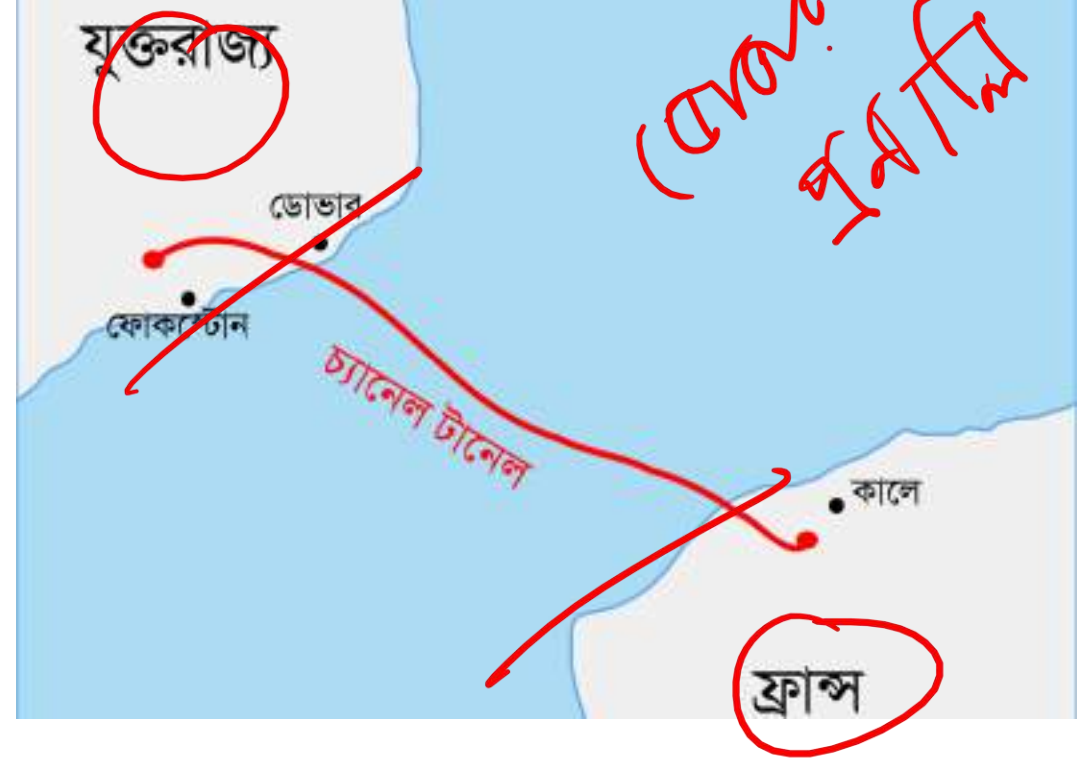 যুক্তরাজ্য
ডোভার
ফোকস্টোন
চ্যানেল টানেল
কালে
ফ্রান্স